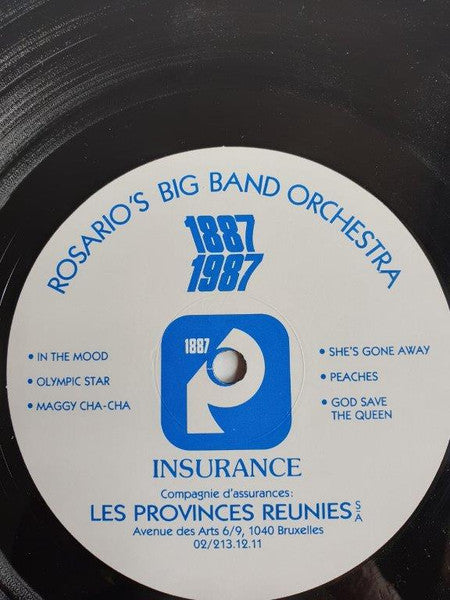 ROSARIO'S BIG BAND ORCHESTRA
1887
1987
• IN THE MOOD
• OLYMPIC STAR
• MAGGY CHA-CHA
1887
• SHE'S GONE AWAY
• PEACHES
• GOD SAVE
THE QUEEN
INSURANCE
Compagnie d'assurances:
LES PROVINCES REUNIES SA
Avenue des Arts 6/9, 1040 Bruxelles
02/213.12.11